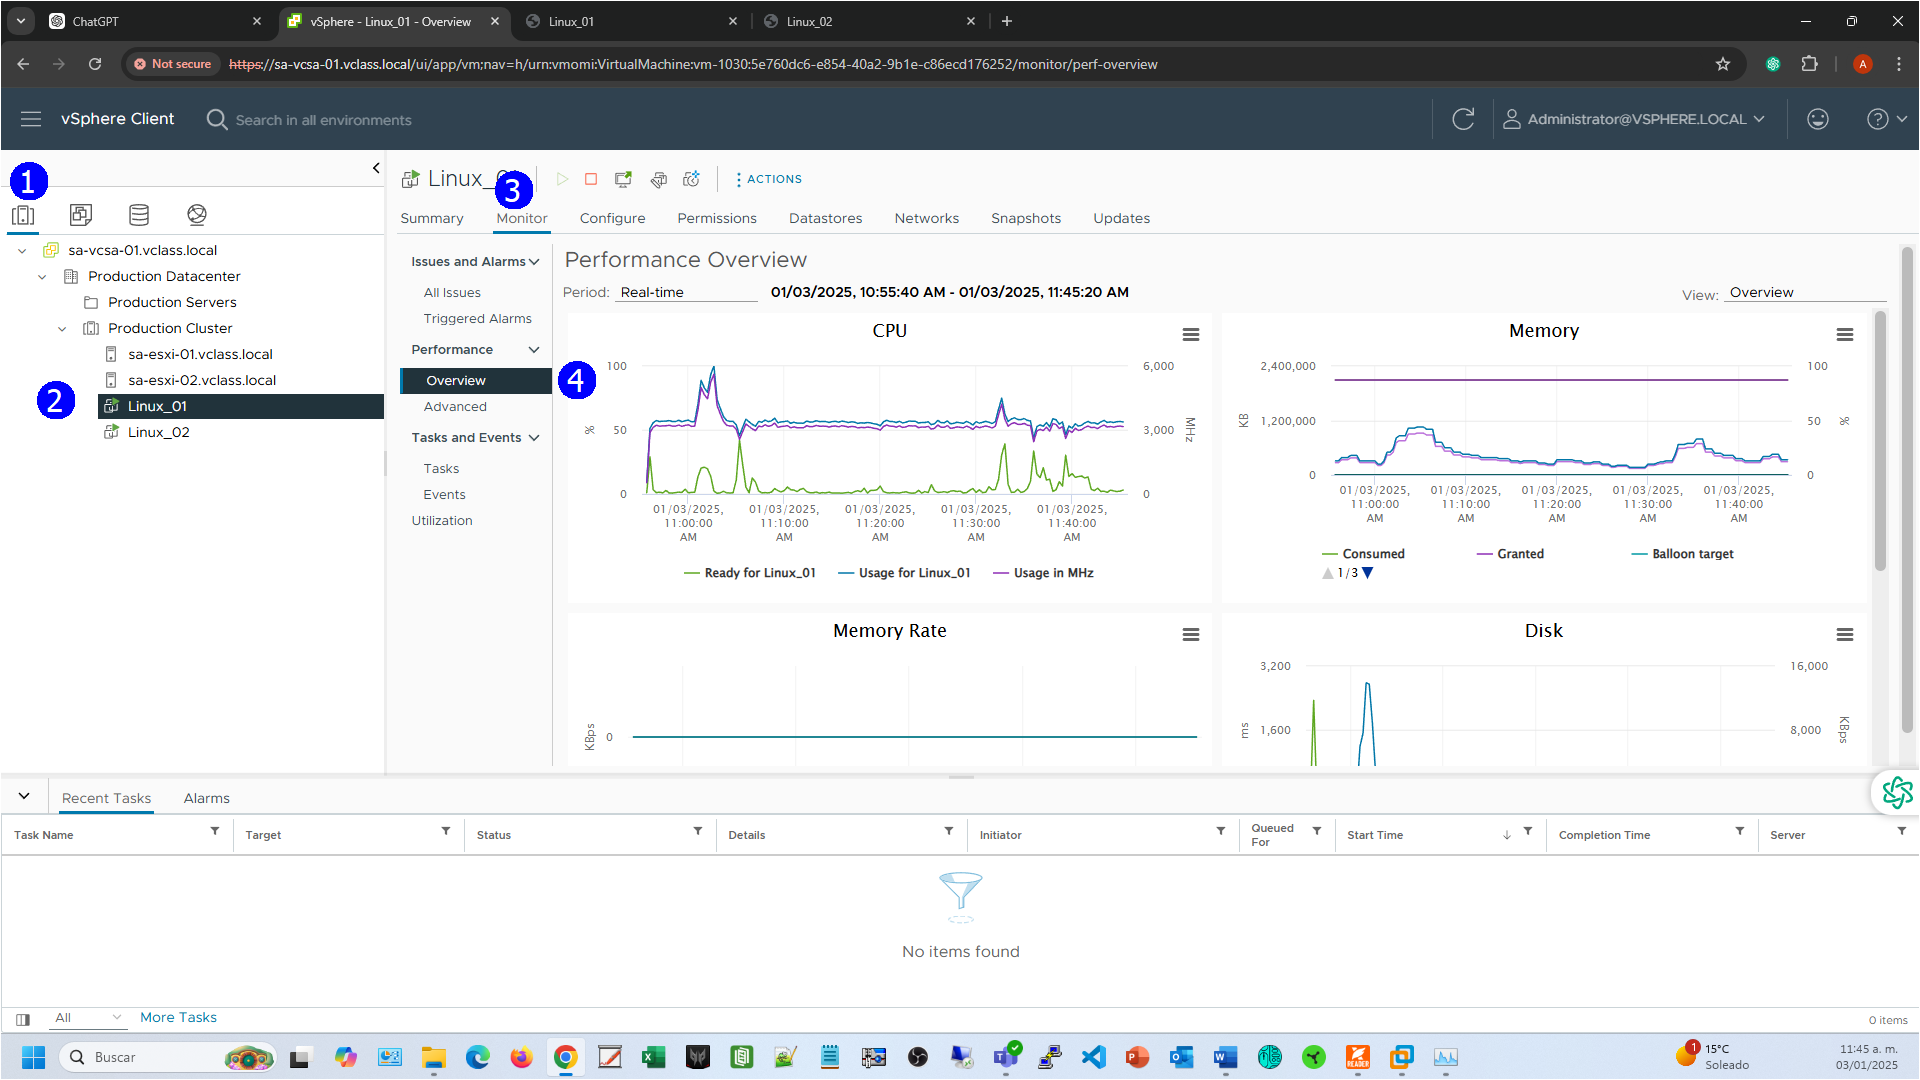 ChatGPT
vSphere - Linux_01 - Overview
Linux_01
Linux_02
Not secure
https://sa-vcsa-01.vclass.local/ui/app/vm;nav=h/urn:vmomi:VirtualMachine:vm-1030:5e760dc6-e854-40a2-9b1e-c86ecd176252/monitor/perf-overview
A
vSphere Client
Search in all environments
Administrator@VSPHERE.LOCAL
1
sa-vcsa-01.vclass.local
Production Datacenter
Production Servers
Production Cluster
sa-esxi-01.vclass.local
sa-esxi-02.vclass.local
2
Linux_01
Linux_02
Linux_
3
ACTIONS
Summary
Monitor
Configure
Permissions
Datastores
Networks
Snapshots
Updates
Issues and Alarms
All Issues
Triggered Alarms
Performance
Overview
4
Advanced
Tasks and Events
Tasks
Events
Utilization
Performance Overview
Period: Real-time
01/03/2025, 10:55:40 AM - 01/03/2025, 11:45:20 AM
View: Overview
CPU
100
50
0
%
6,000
3,000
0
MHz
01/03/2025, 11:00:00 AM
01/03/2025, 11:10:00 AM
01/03/2025, 11:20:00 AM
01/03/2025, 11:30:00 AM
01/03/2025, 11:40:00 AM
Ready for Linux_01
Usage for Linux_01
Usage in MHz
Memory
2,400,000
1,200,000
0
KB
100
50
0
%
01/03/2025, 11:00:00 AM
01/03/2025, 11:10:00 AM
01/03/2025, 11:20:00 AM
01/03/2025, 11:30:00 AM
01/03/2025, 11:40:00 AM
Consumed
Granted
Balloon target
1/3
Memory Rate
KBps
0
Disk
3,200
1,600
ms
16,000
8,000
KBps
Recent Tasks
Alarms
Task Name
Target
Status
Details
Initiator
Queued For
Start Time
Completion Time
Server
No items found
All
More Tasks
0 items
Buscar
1
15°C
Soleado
11:45 a. m.
03/01/2025